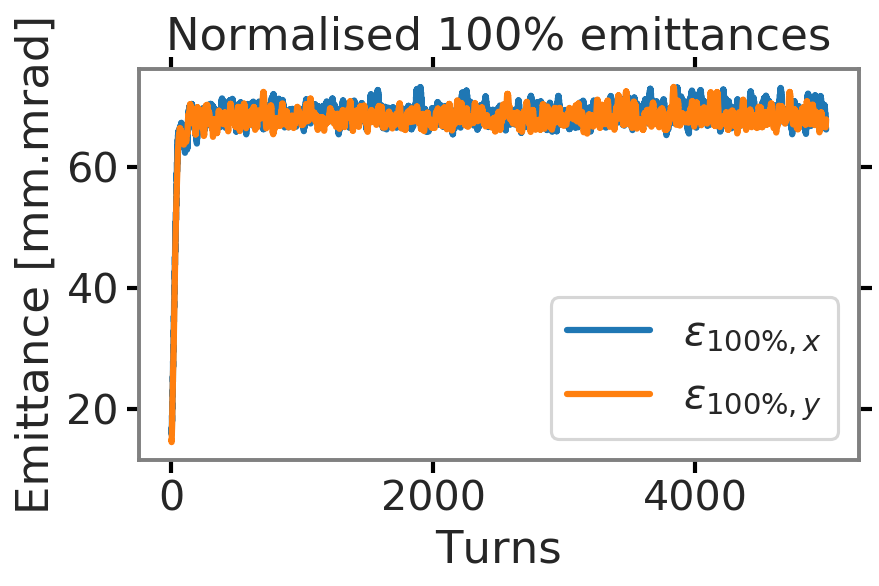 Normalised 100% emittances
Emittance [mm.mrad]
60
40
20
ε100%, x
ε100%, y
0 2000 4000
Turns